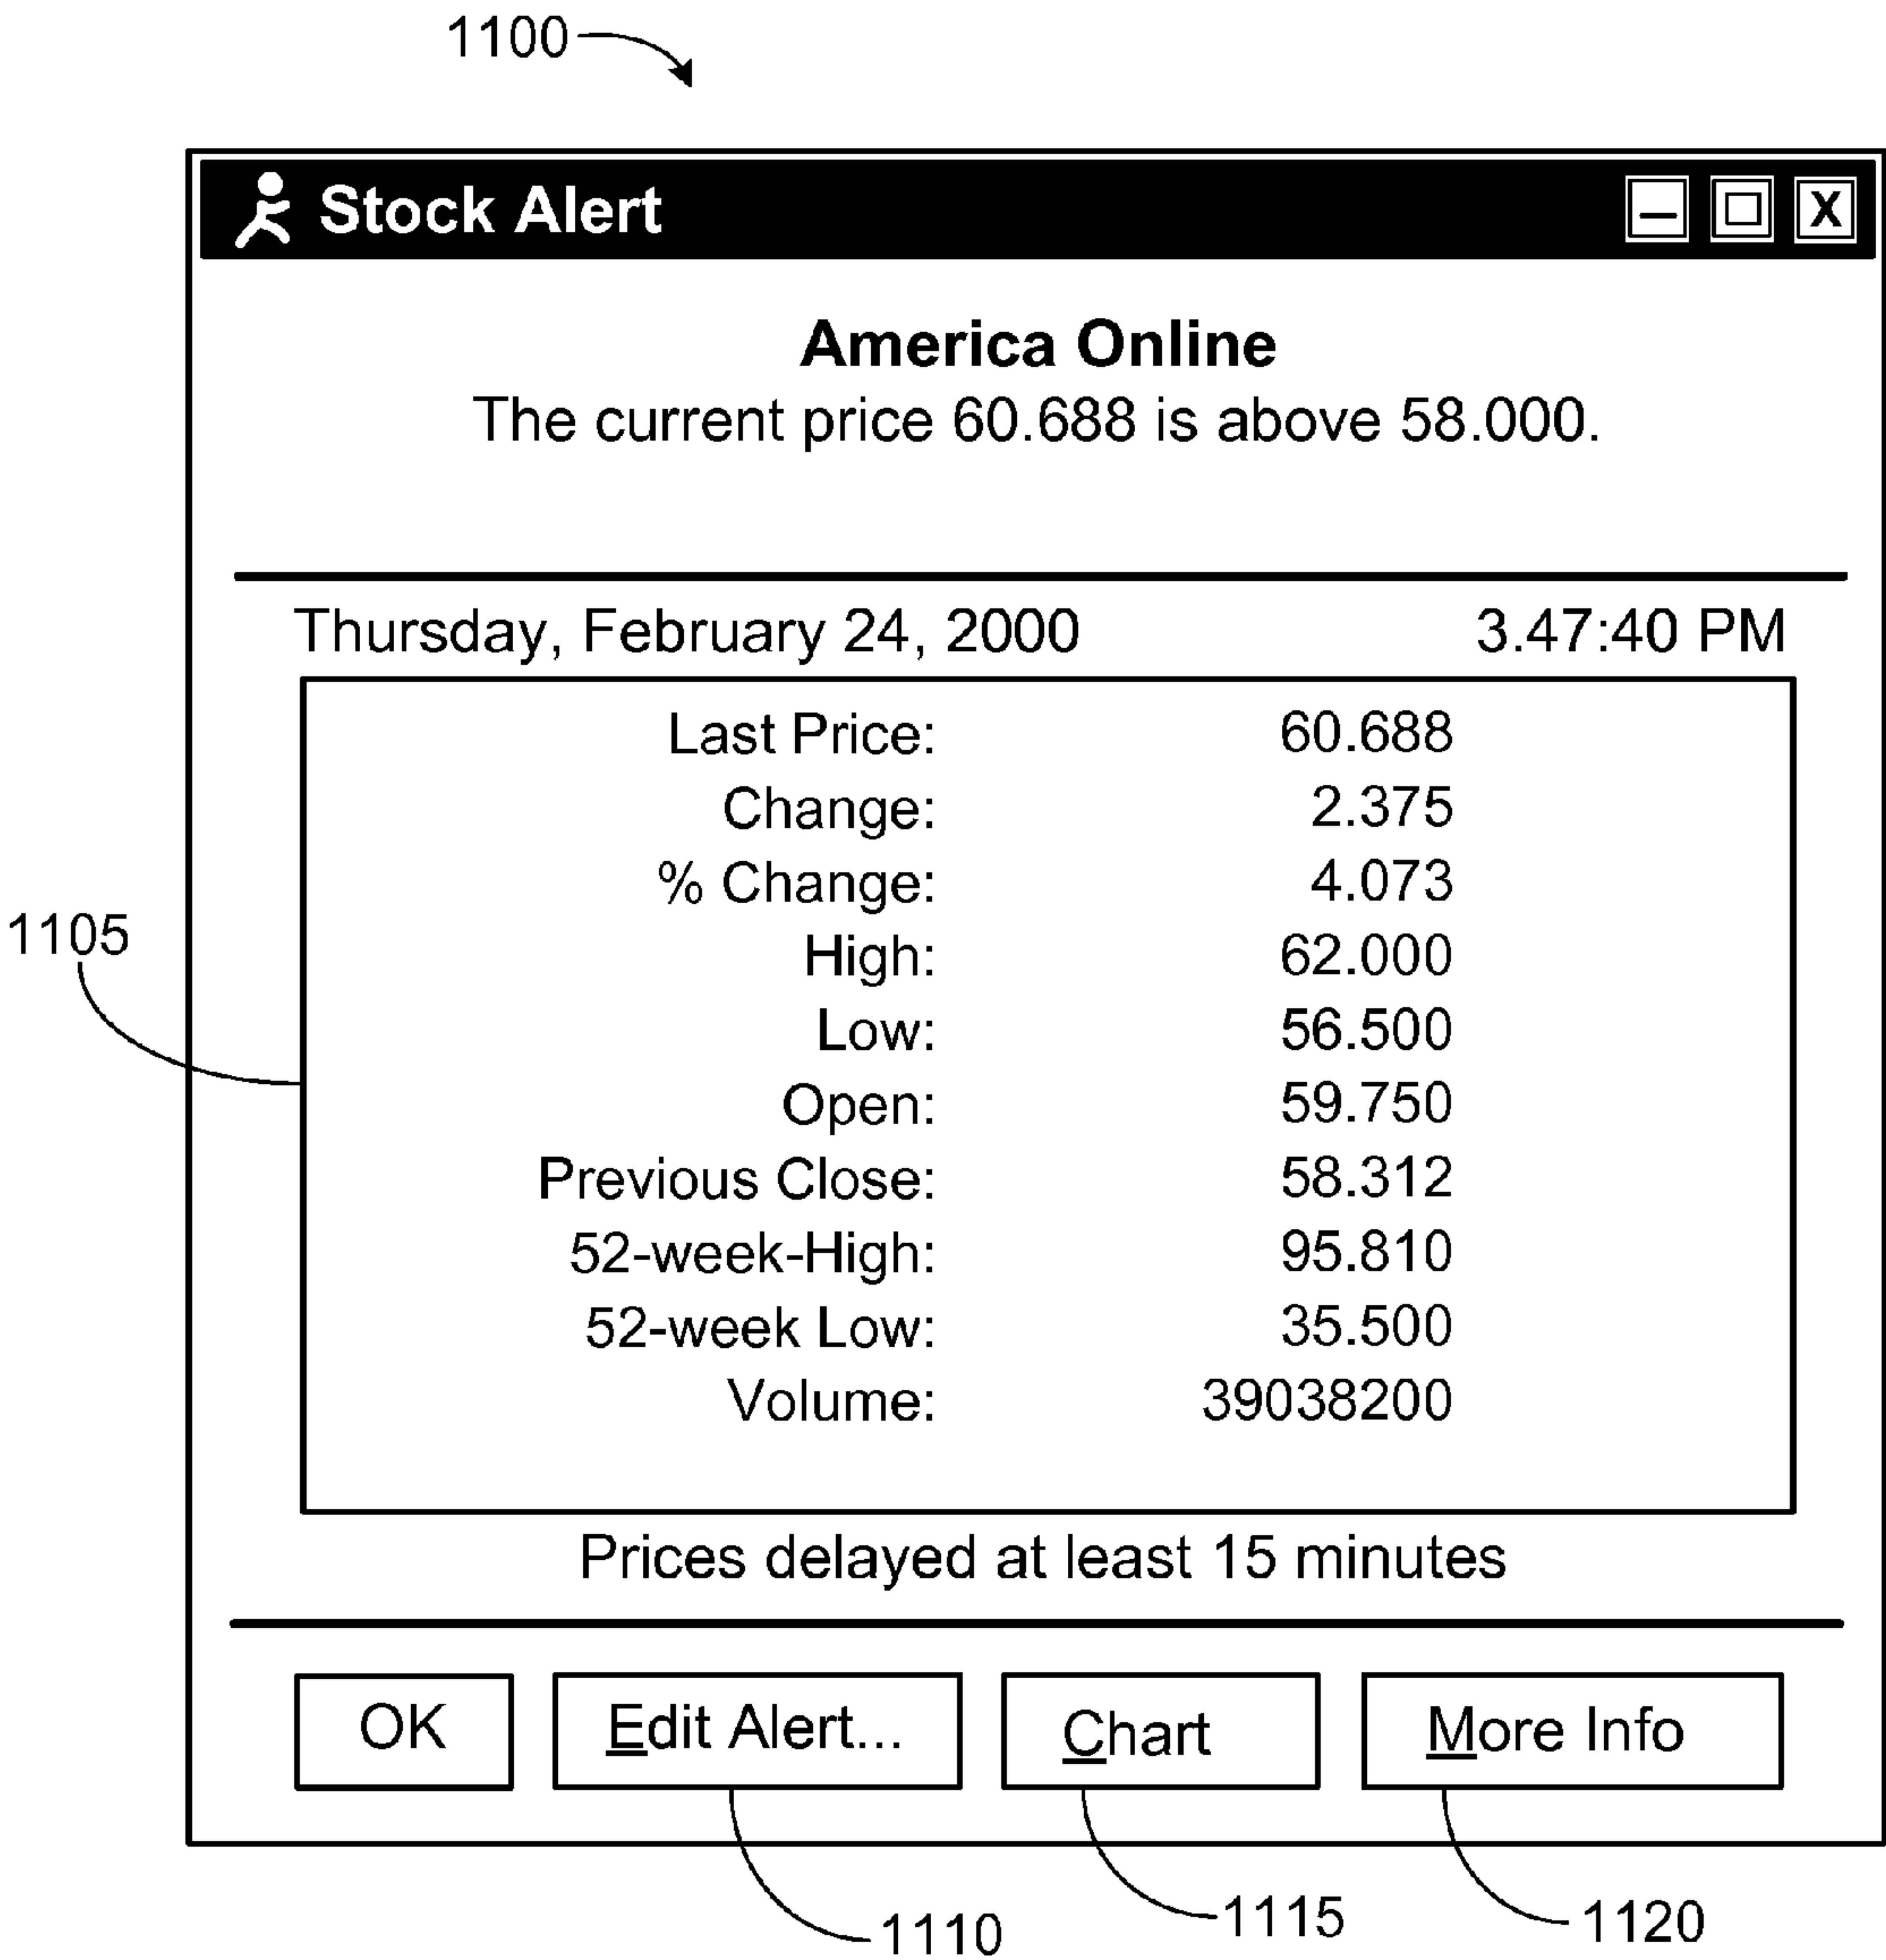 1100
Stock Alert
X
America Online
The current price 60.688 is above 58.000.
Thursday, February 24, 2000 3.47:40 PM
Last Price: 60.688
Change: 2.375
% Change: 4.073
1105
High: 62.000
Low: 56.500
Open: 59.750
Previous Close: 58.312
52-week-High: 95.810
52-week Low: 35.500
Volume: 39038200
Prices delayed at least 15 minutes
OK Edit Alert... Chart More Info
1110 1115 1120